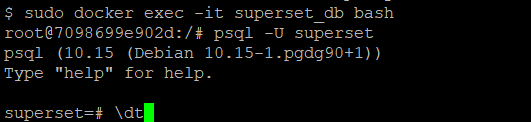 $ sudo docker exec -it superset_db bash
root@7098699e902d:/# psql -U superset
psql (10.15 (Debian 10.15-1.pgdg90+1))
Type "help" for help.
superset=# \dt